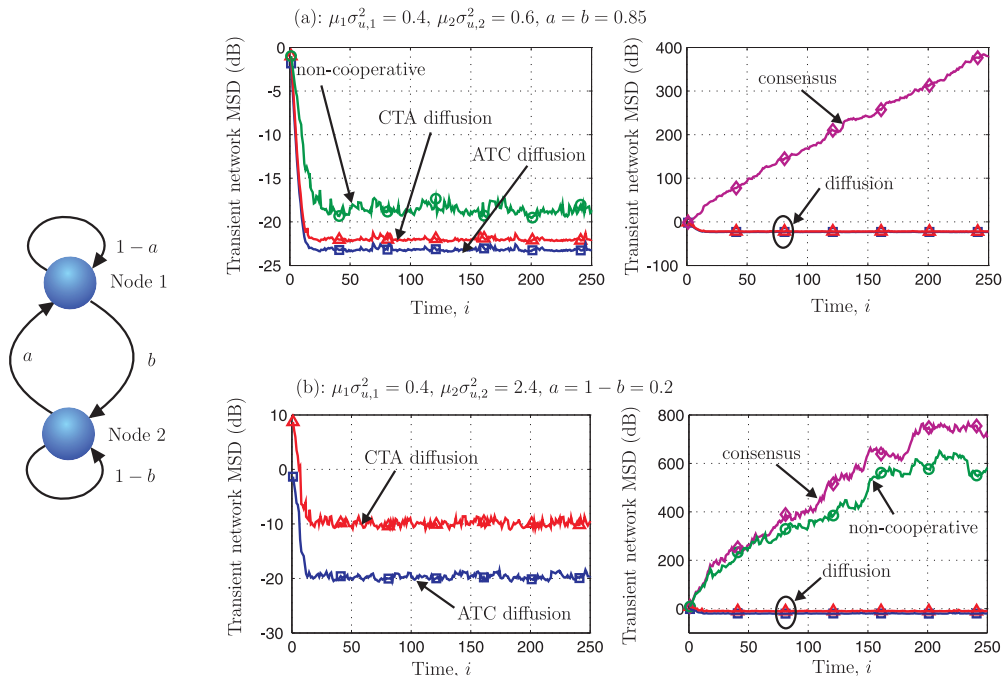 (a): μ₁σ²ᵤ,₁ = 0.4, μ₂σ²ᵤ,₂ = 0.6, a = b = 0.85
Transient network MSD (dB)
0
-5
-10
-15
-20
-25
non-cooperative
CTA diffusion
ATC diffusion
0 50 100 150 200 250
Time, i
Transient network MSD (dB)
400
300
200
100
0
-100
consensus
diffusion
0 50 100 150 200 250
Time, i
1 − a
Node 1
a
b
Node 2
1 − b
(b): μ₁σ²ᵤ,₁ = 0.4, μ₂σ²ᵤ,₂ = 2.4, a = 1 − b = 0.2
Transient network MSD (dB)
10
0
-10
-20
-30
CTA diffusion
ATC diffusion
0 50 100 150 200 250
Time, i
Transient network MSD (dB)
800
600
400
200
0
consensus
non-cooperative
diffusion
0 50 100 150 200 250
Time, i